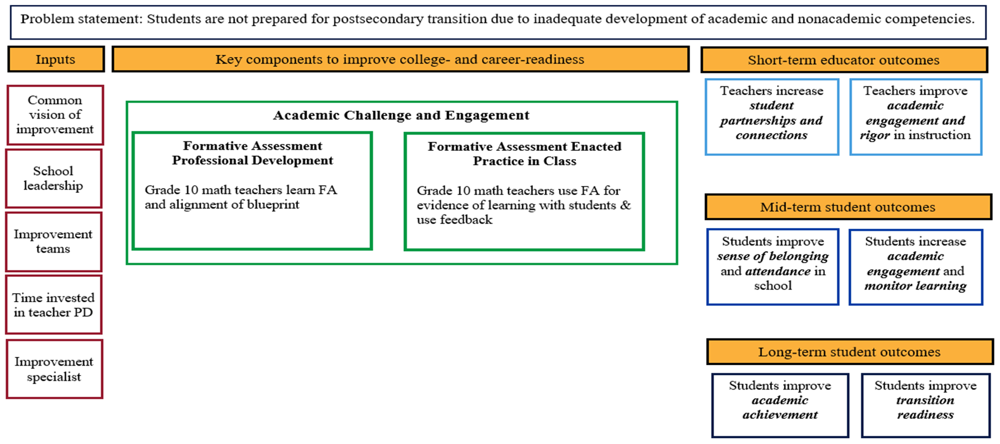 Problem statement: Students are not prepared for postsecondary transition due to inadequate development of academic and nonacademic competencies.
Inputs
Key components to improve college- and career-readiness
Short-term educator outcomes
Common
vision of
improvement
School
leadership
Improvement
teams
Time invested
in teacher PD
Improvement
specialist
Academic Challenge and Engagement
Formative Assessment
Professional Development
Grade 10 math teachers learn FA
and alignment of blueprint
Formative Assessment Enacted
Practice in Class
Grade 10 math teachers use FA for
evidence of learning with students &
use feedback
Teachers increase
student
partnerships and
connections
Teachers improve
academic
engagement and
rigor in instruction
Mid-term student outcomes
Students improve
sense of belonging
and attendance in
school
Students increase
academic
engagement and
monitor learning
Long-term student outcomes
Students improve
academic
achievement
Students improve
transition
readiness